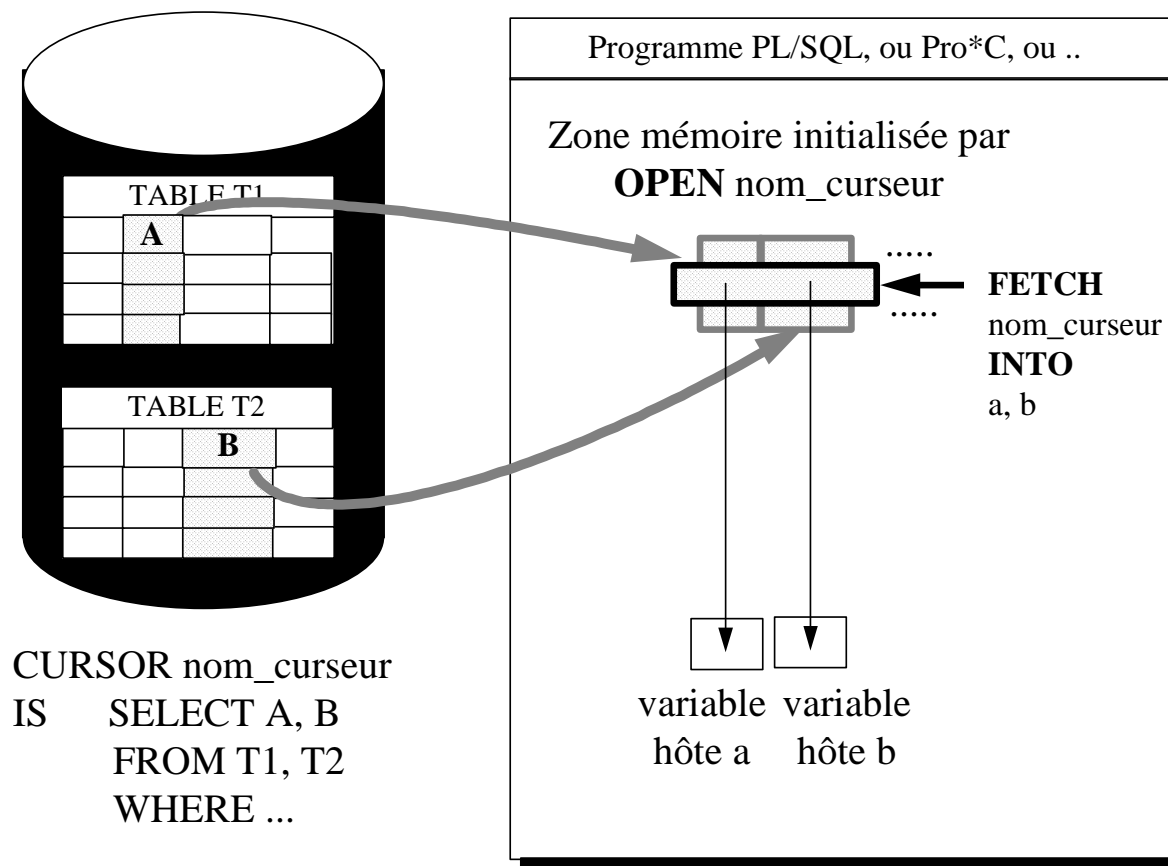 Programme PL/SQL, ou Pro*C, ou ..
Zone mémoire initialisée par
OPEN nom_curseur
TABLE T1
A
.....
FETCH
nom_curseur
INTO
a, b
.....
TABLE T2
B
variable variable
hôte a hôte b
CURSOR nom_curseur
IS SELECT A, B
FROM T1, T2
WHERE ...